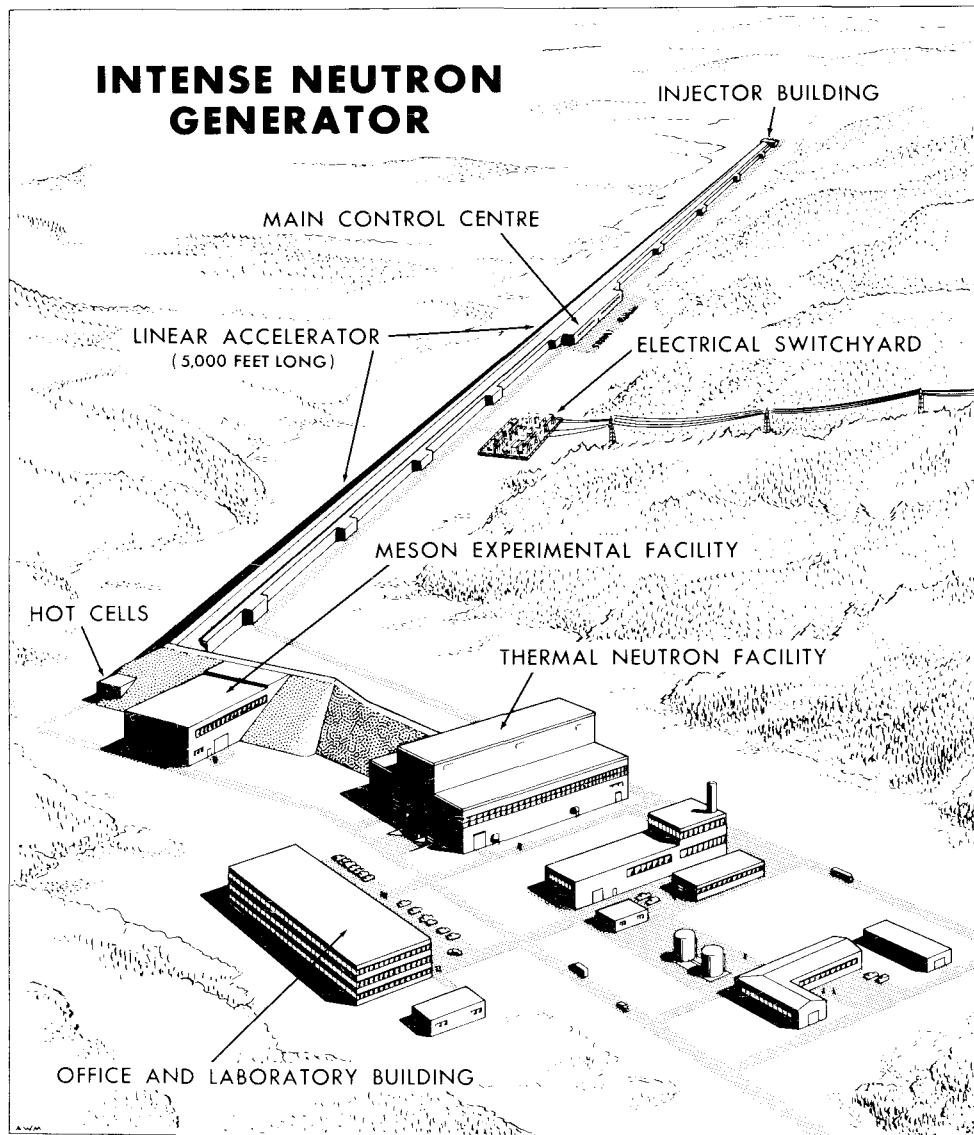 INTENSE NEUTRON
GENERATOR
INJECTOR BUILDING
MAIN CONTROL CENTRE
LINEAR ACCELERATOR
(5,000 FEET LONG)
ELECTRICAL SWITCHYARD
MESON EXPERIMENTAL FACILITY
HOT CELLS
THERMAL NEUTRON FACILITY
OFFICE AND LABORATORY BUILDING
AWM